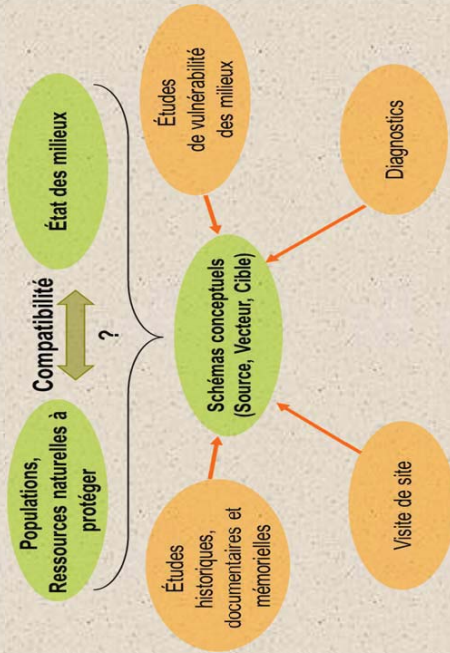 Populations,
Ressources naturelles à
protéger
Compatibilité
?
État des milieux
Études
historiques,
documentaires et
mémorielles
Schémas conceptuels
(Source, Vecteur, Cible)
Études
de vulnérabilité
des milieux
Visite de site
Diagnostics